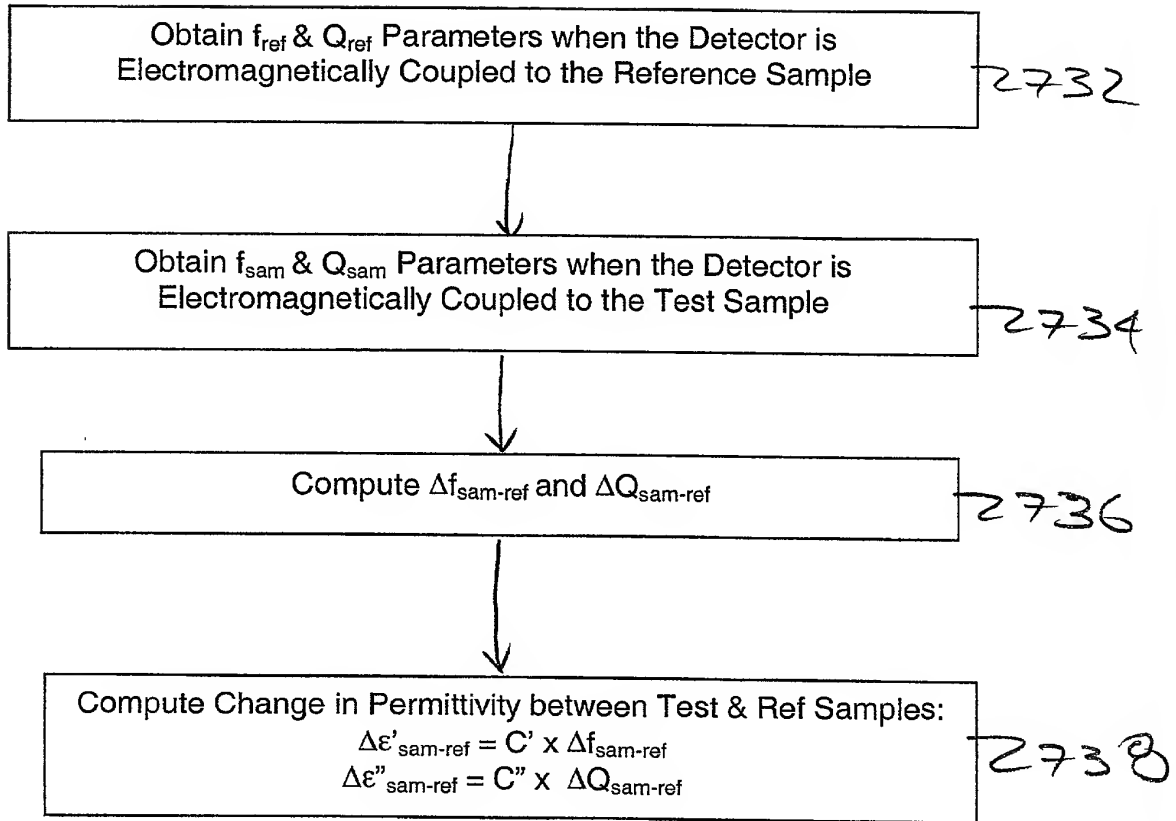 Obtain f_ref & Q_ref Parameters when the Detector is
Electromagnetically Coupled to the Reference Sample
2732
Obtain f_sam & Q_sam Parameters when the Detector is
Electromagnetically Coupled to the Test Sample
2734
Compute Δf_sam-ref and ΔQ_sam-ref
2736
Compute Change in Permittivity between Test & Ref Samples:
Δε'_sam-ref = C' x Δf_sam-ref
Δε"_sam-ref = C" x ΔQ_sam-ref
2738